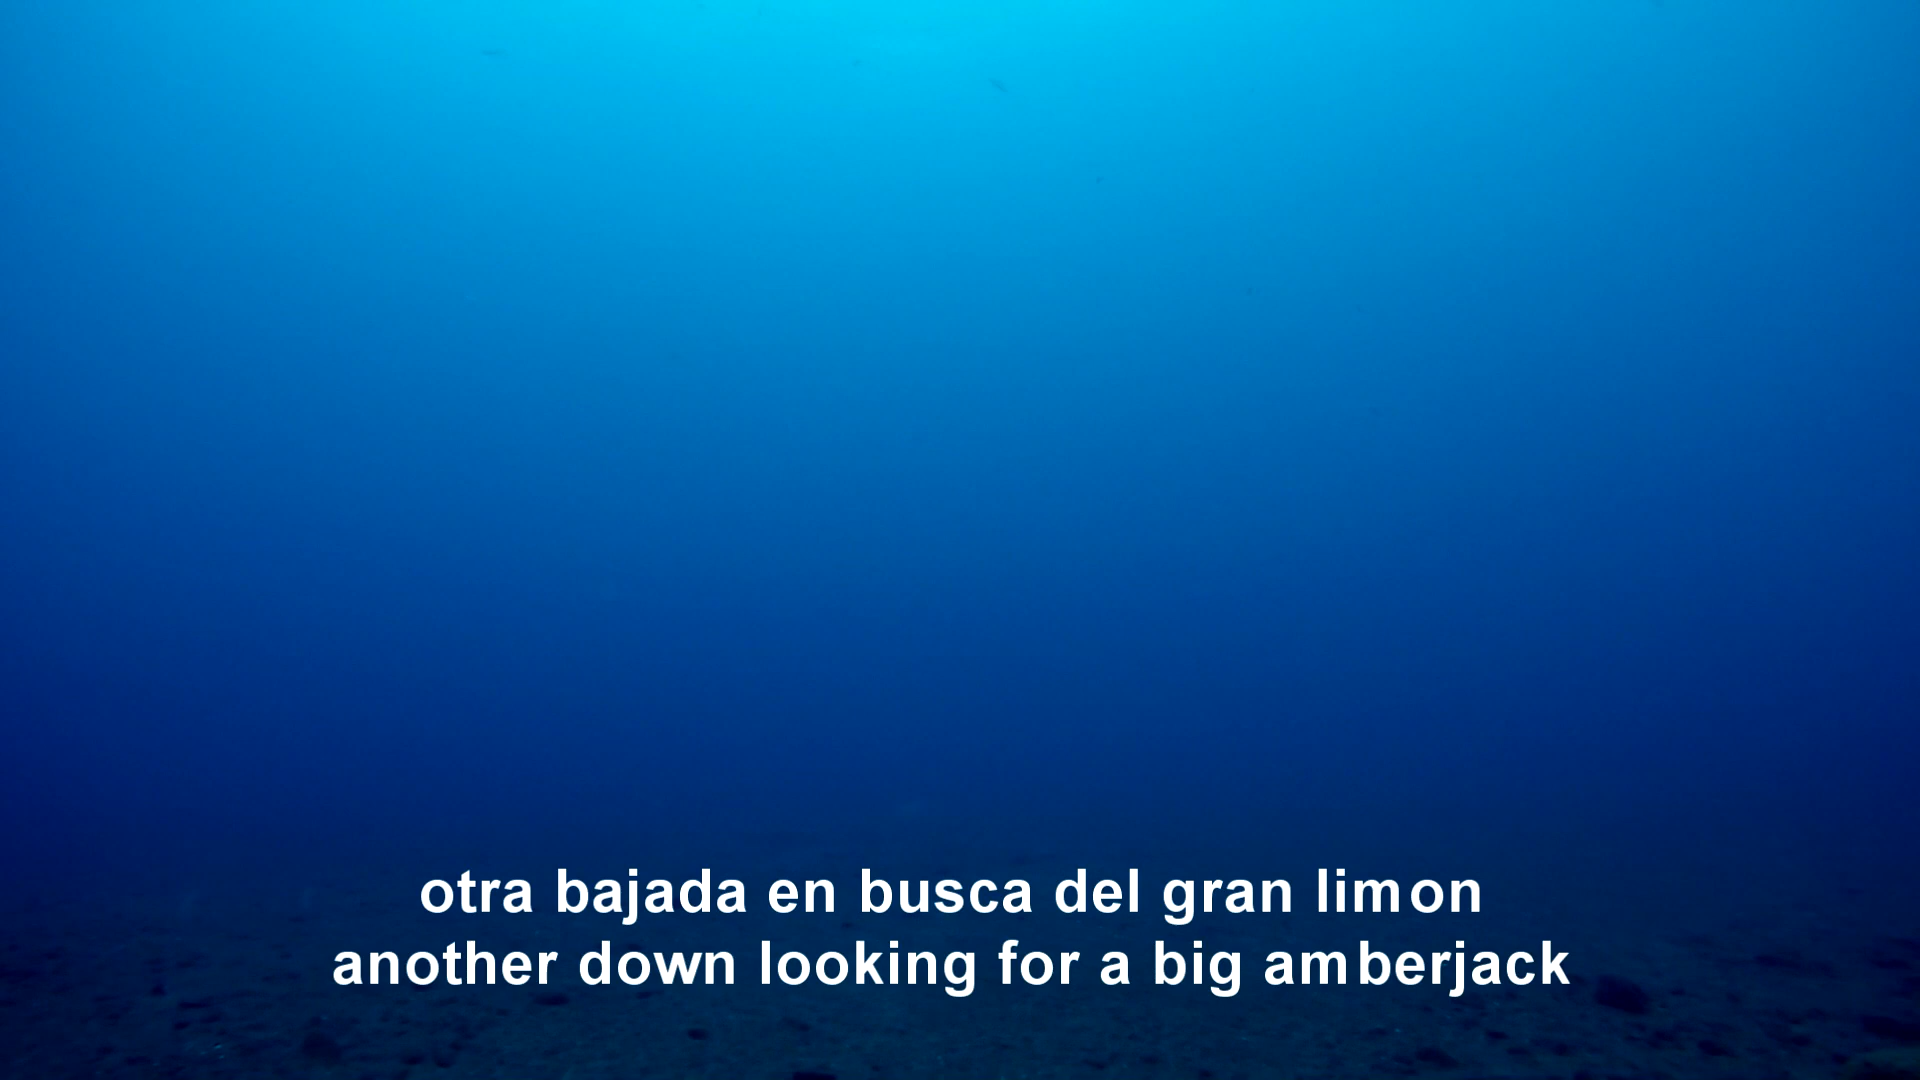 otra bajada en busca del gran limon
another down looking for a big amberjack